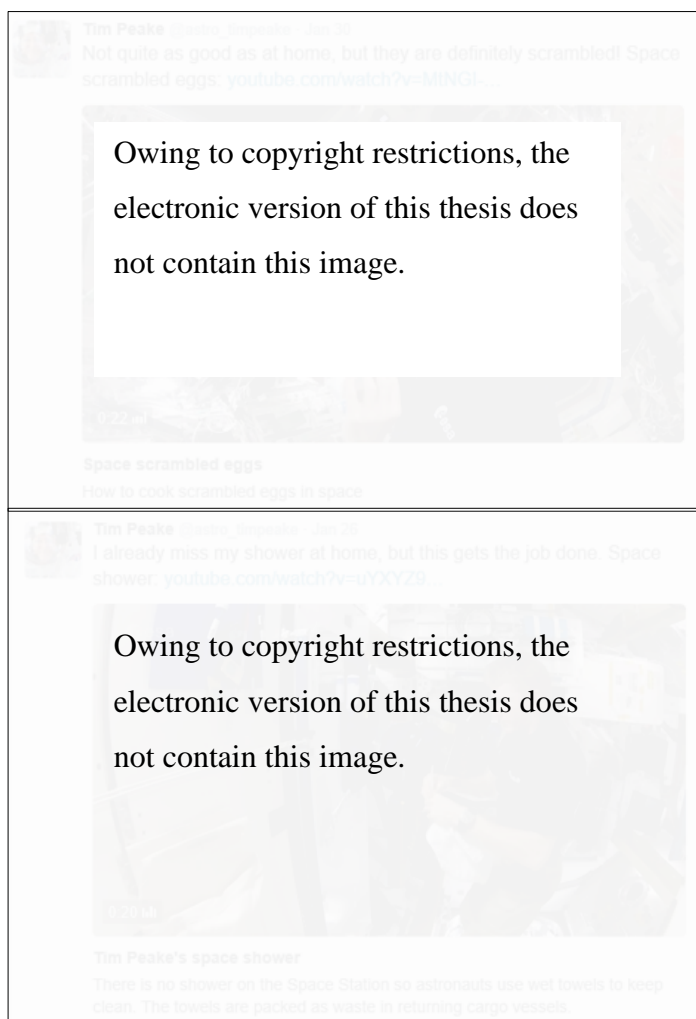 Tim Peake @astro_timpeake · Jan 30
Not quite as good as at home, but they are definitely scrambled! Space
scrambled eggs: youtube.com/watch?v=MtNGI-...
Owing to copyright restrictions, the
electronic version of this thesis does
not contain this image.
Space scrambled eggs
How to cook scrambled eggs in space
Tim Peake @astro_timpeake · Jan 29
I already miss my shower at home, but this gets the job done. Space
shower: youtube.com/watch?v=uYXYZ9...
Owing to copyright restrictions, the
electronic version of this thesis does
not contain this image.
Tim Peake's space shower
There is no shower on the Space Station so astronauts use wet towels to keep
clean. The towels are packed as waste in returning cargo vessels.